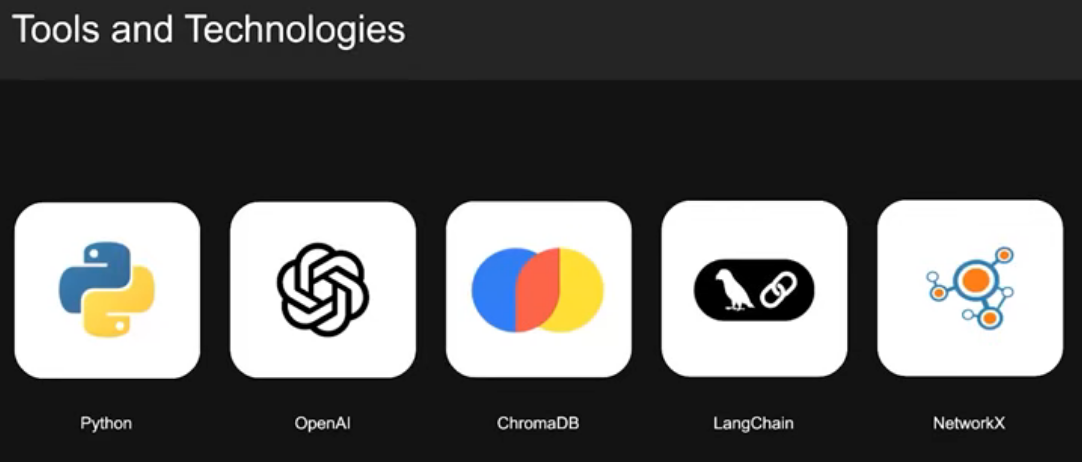 Tools and Technologies
Python
OpenAI
ChromaDB
LangChain
NetworkX